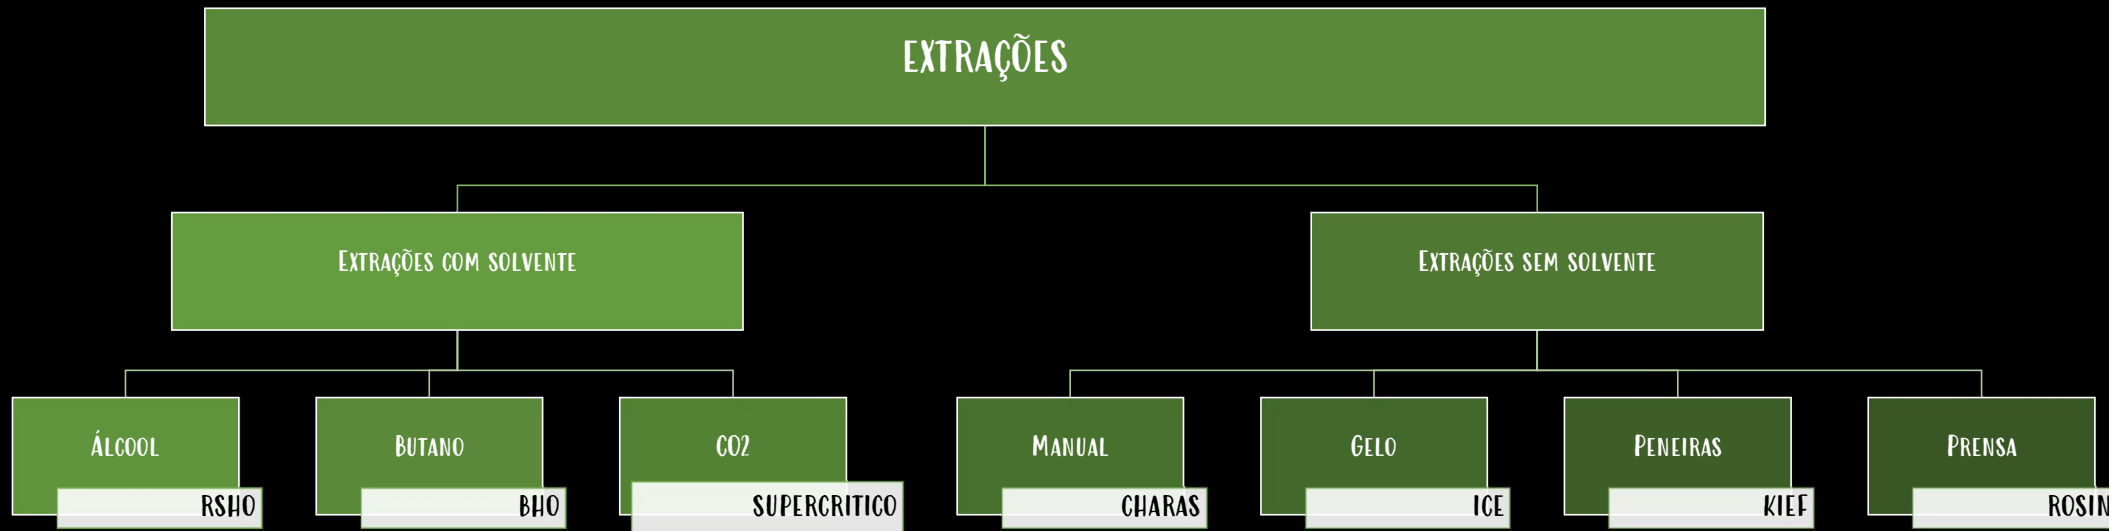 EXTRAÇÕES
Extrações com solvente
Extrações sem solvente
Álcool
RSHO
Butano
BHO
CO2
SUPERCRITICO
Manual
CHARAS
Gelo
ICE
Peneiras
KIEF
Prensa
ROSIN